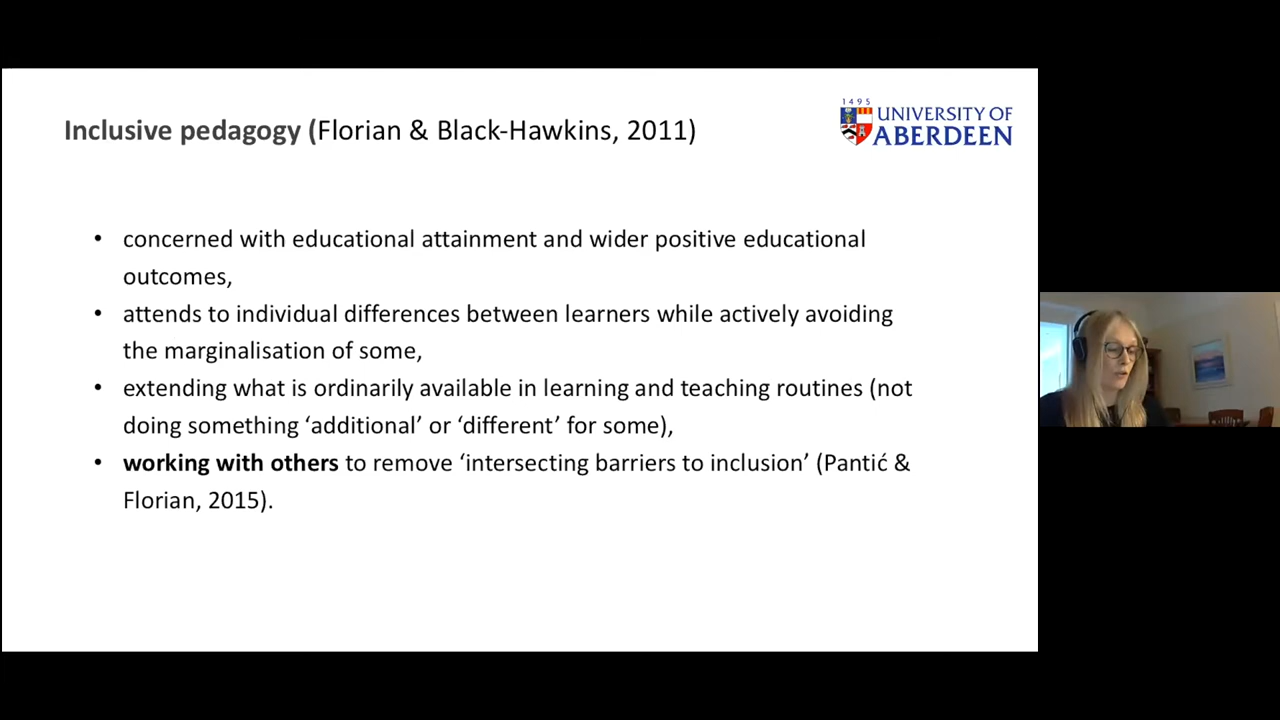 Inclusive pedagogy (Florian & Black-Hawkins, 2011)
1495
UNIVERSITY OF
ABERDEEN
• concerned with educational attainment and wider positive educational
outcomes,
• attends to individual differences between learners while actively avoiding
the marginalisation of some,
• extending what is ordinarily available in learning and teaching routines (not
doing something ‘additional’ or ‘different’ for some),
• working with others to remove ‘intersecting barriers to inclusion’ (Pantić &
Florian, 2015).